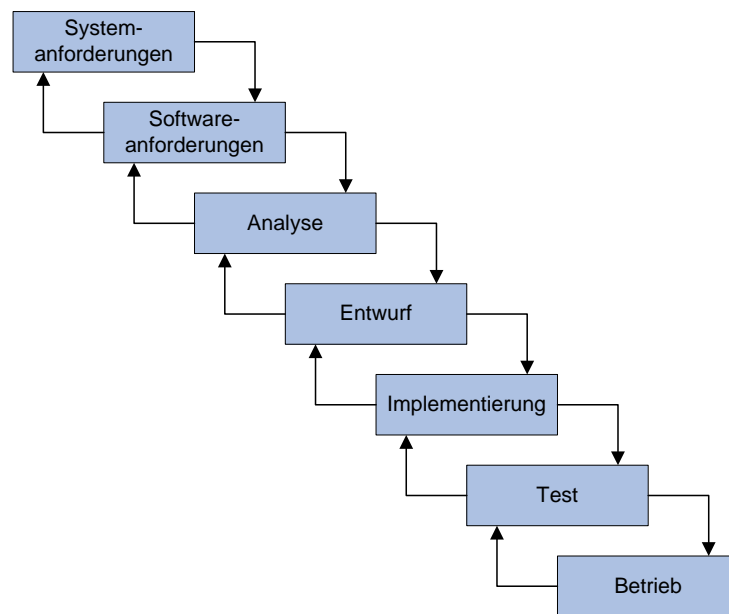 System-
anforderungen
Software-
anforderungen
Analyse
Entwurf
Implementierung
Test
Betrieb